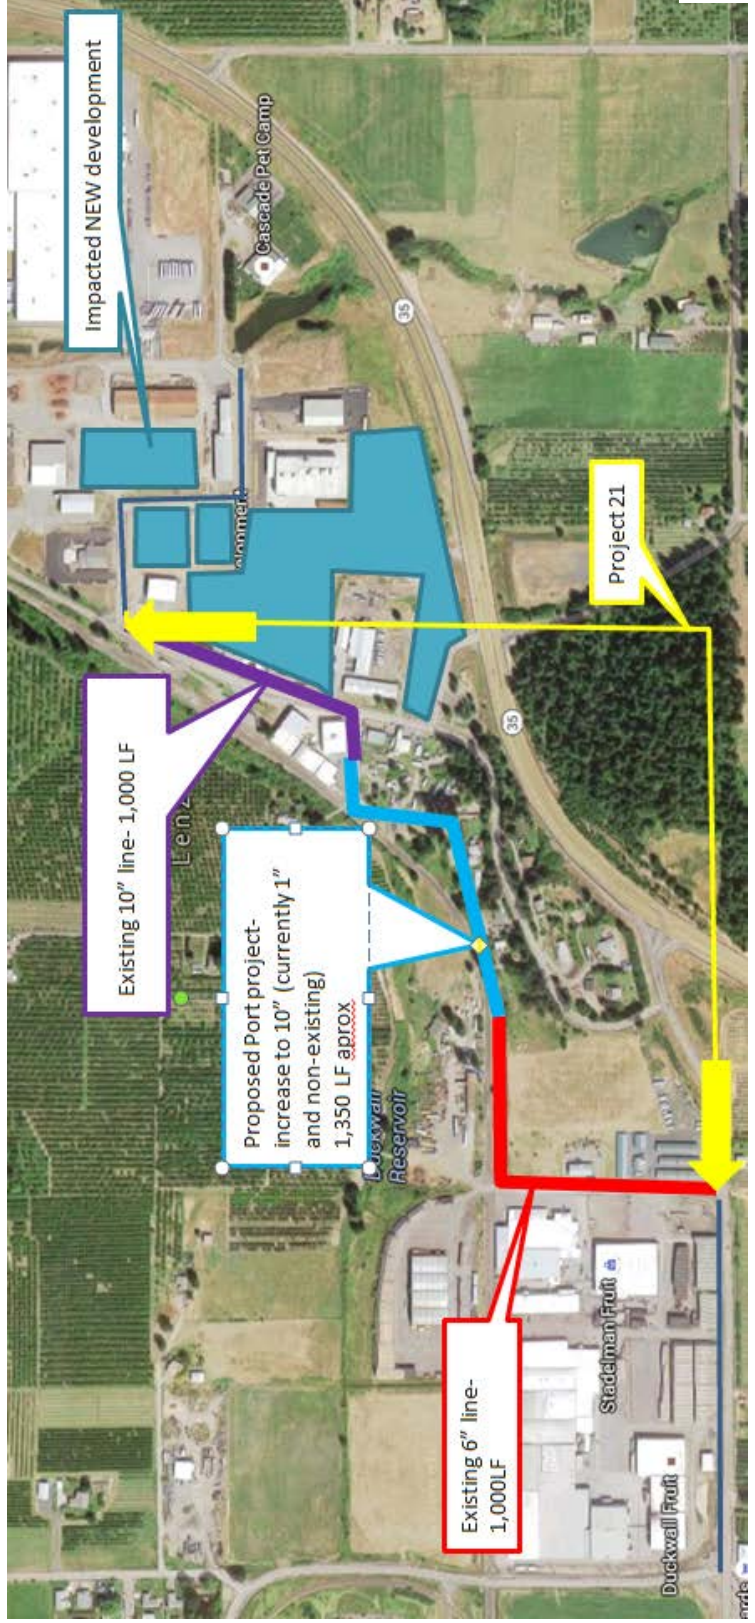 Impacted NEW development
Cascade Pet Camp
35
Existing 10” line- 1,000 LF
Project 21
35
Proposed Port project-
increase to 10” (currently 1”
and non-existing)
1,350 LF aprox
Reservoir
Existing 6” line-
1,000LF
Stadelman Fruit
Duckwall Fruit